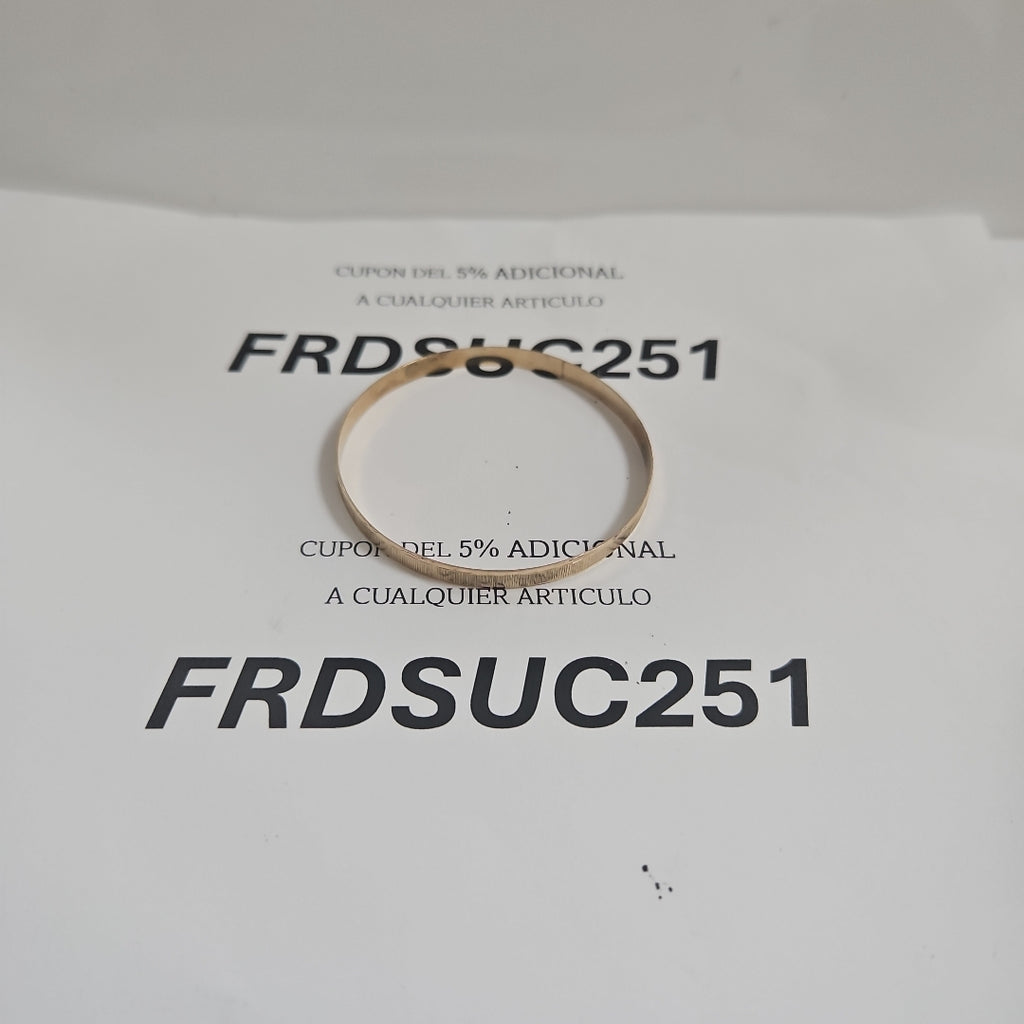 CUPON DEL 5% ADICIONAL
A CUALQUIER ARTICULO
FRDSUC251
CUPON DEL 5% ADICIONAL
A CUALQUIER ARTICULO
FRDSUC251